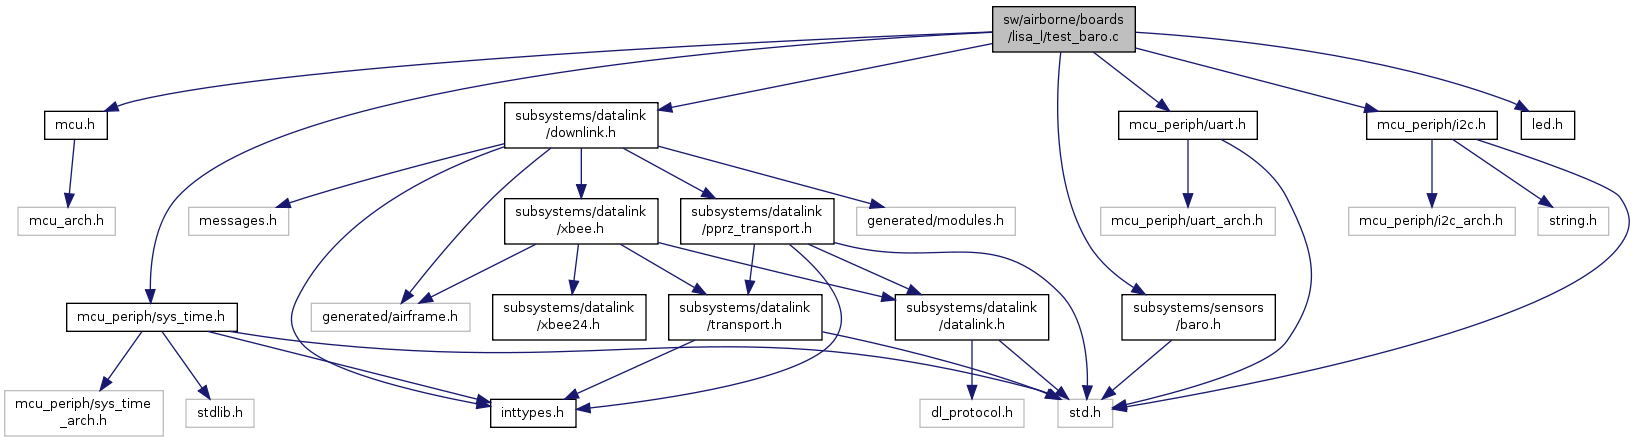 sw/airborne/boards
/lisa_l/test_baro.c
mcu.h
subsystems/datalink
/downlink.h
mcu_periph/uart.h
mcu_periph/i2c.h
led.h
mcu_arch.h
messages.h
subsystems/datalink
/xbee.h
subsystems/datalink
/pprz_transport.h
generated/modules.h
mcu_periph/uart_arch.h
mcu_periph/i2c_arch.h
string.h
mcu_periph/sys_time.h
generated/airframe.h
subsystems/datalink
/xbee24.h
subsystems/datalink
/transport.h
subsystems/datalink
/datalink.h
subsystems/sensors
/baro.h
mcu_periph/sys_time
_arch.h
stdlib.h
inttypes.h
dl_protocol.h
std.h